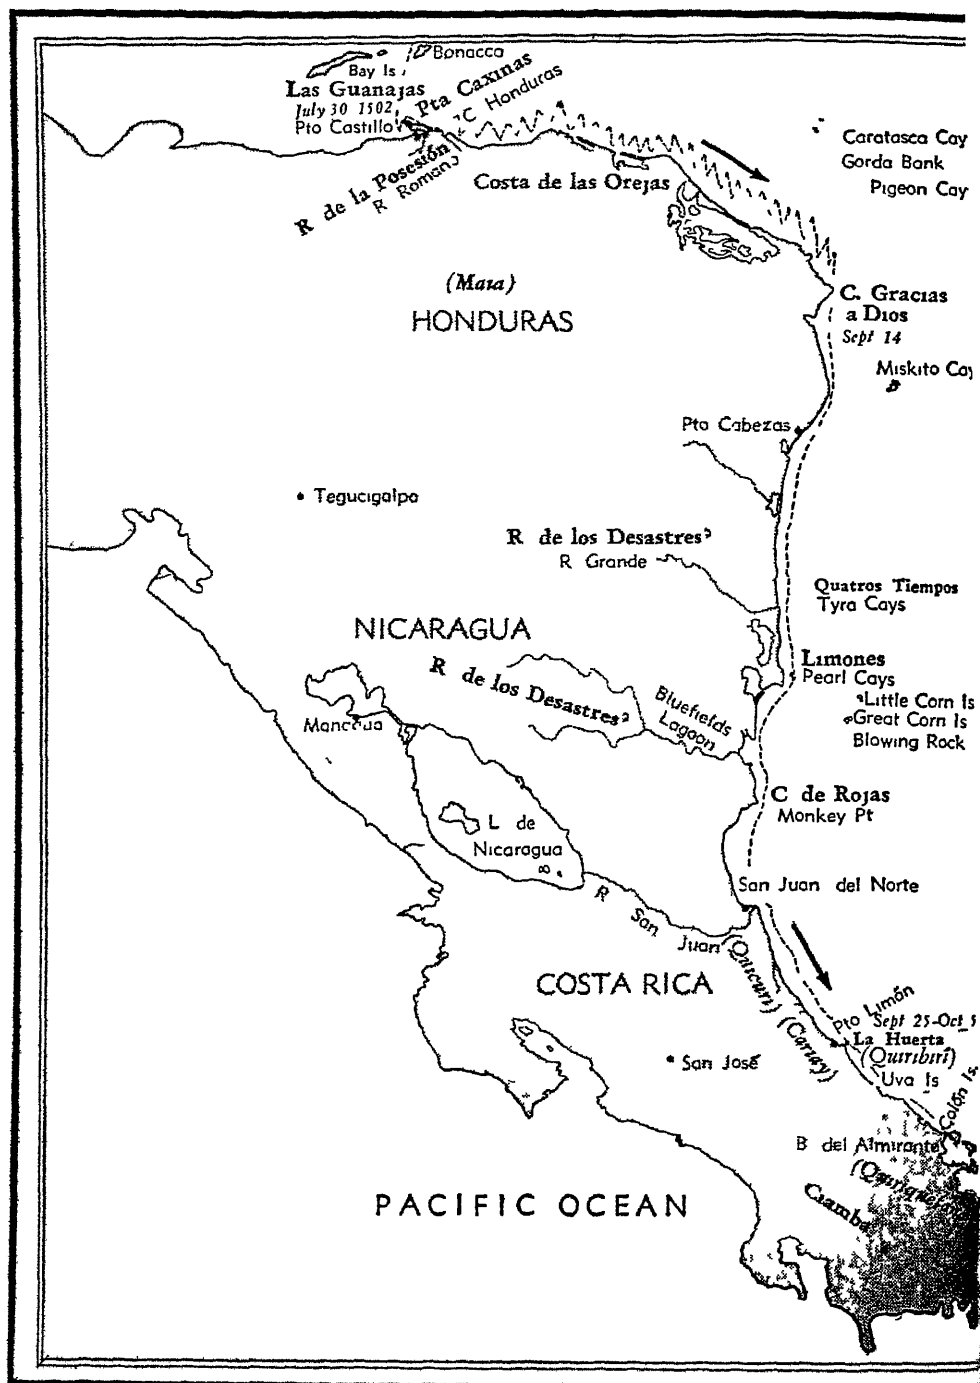 Bonacca
Bay Is
Las Guanajas
July 30 1502
Pto Castillo
Pta Caxinas
C Honduras
R de la Posesión
R Romano
Costa de las Orejas
Caratasca Cay
Gorda Bank
Pigeon Cay
(Maia)
HONDURAS
C. Gracias
a Dios
Sept 14
Miskito Cay
Pto Cabezas
Tegucigalpa
R de los Desastres?
R Grande
Quatros Tiempos
Tyra Cays
NICARAGUA
Limones
Pearl Cays
R de los Desastres?
Bluefields
Lagoon
Little Corn Is
Great Corn Is
Blowing Rock
Managua
C de Rojas
Monkey Pt
L de
Nicaragua
San Juan del Norte
R San Juan
(Quicuri)
(Cariay)
COSTA RICA
Pto Limón
Sept 25-Oct 5
La Huerta
(Quiribirí)
San José
Uva Is
Colón Is.
B del Almirante
Ciamba
PACIFIC OCEAN